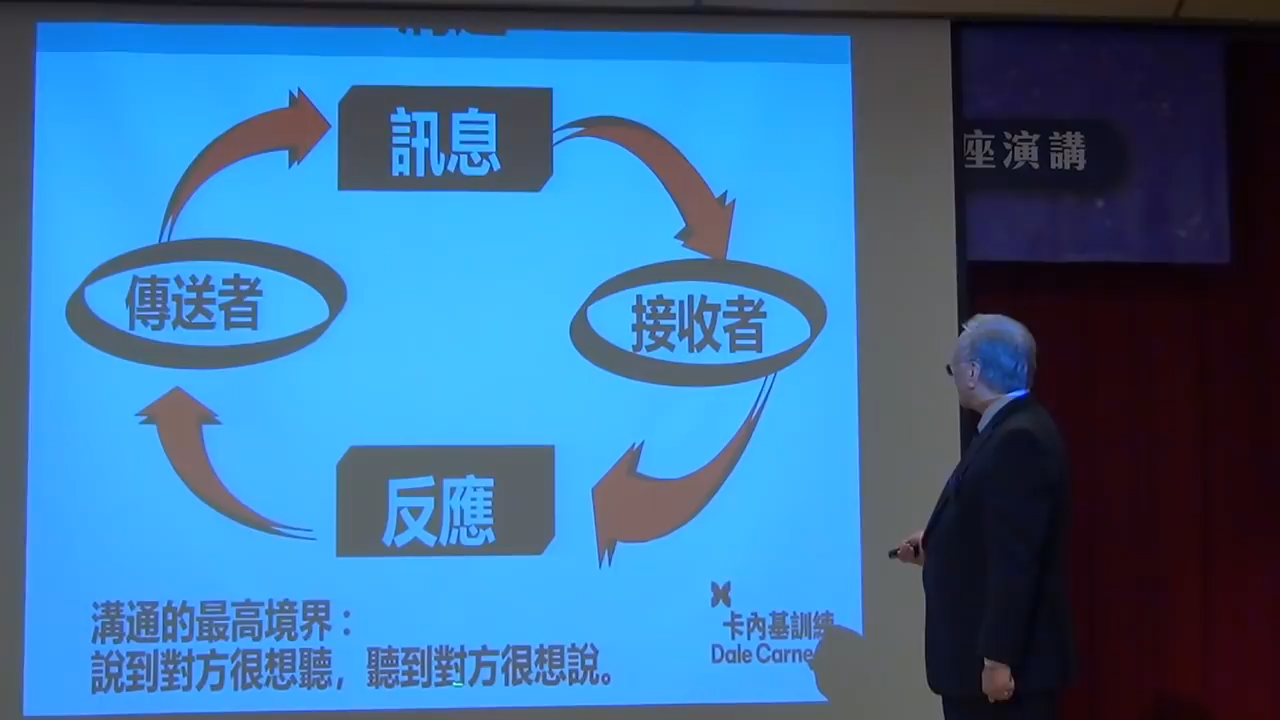 訊息
座演講
傳送者
接收者
反應
溝通的最高境界：
說到對方很想聽，聽到對方很想說。
卡內基訓練
Dale Carne